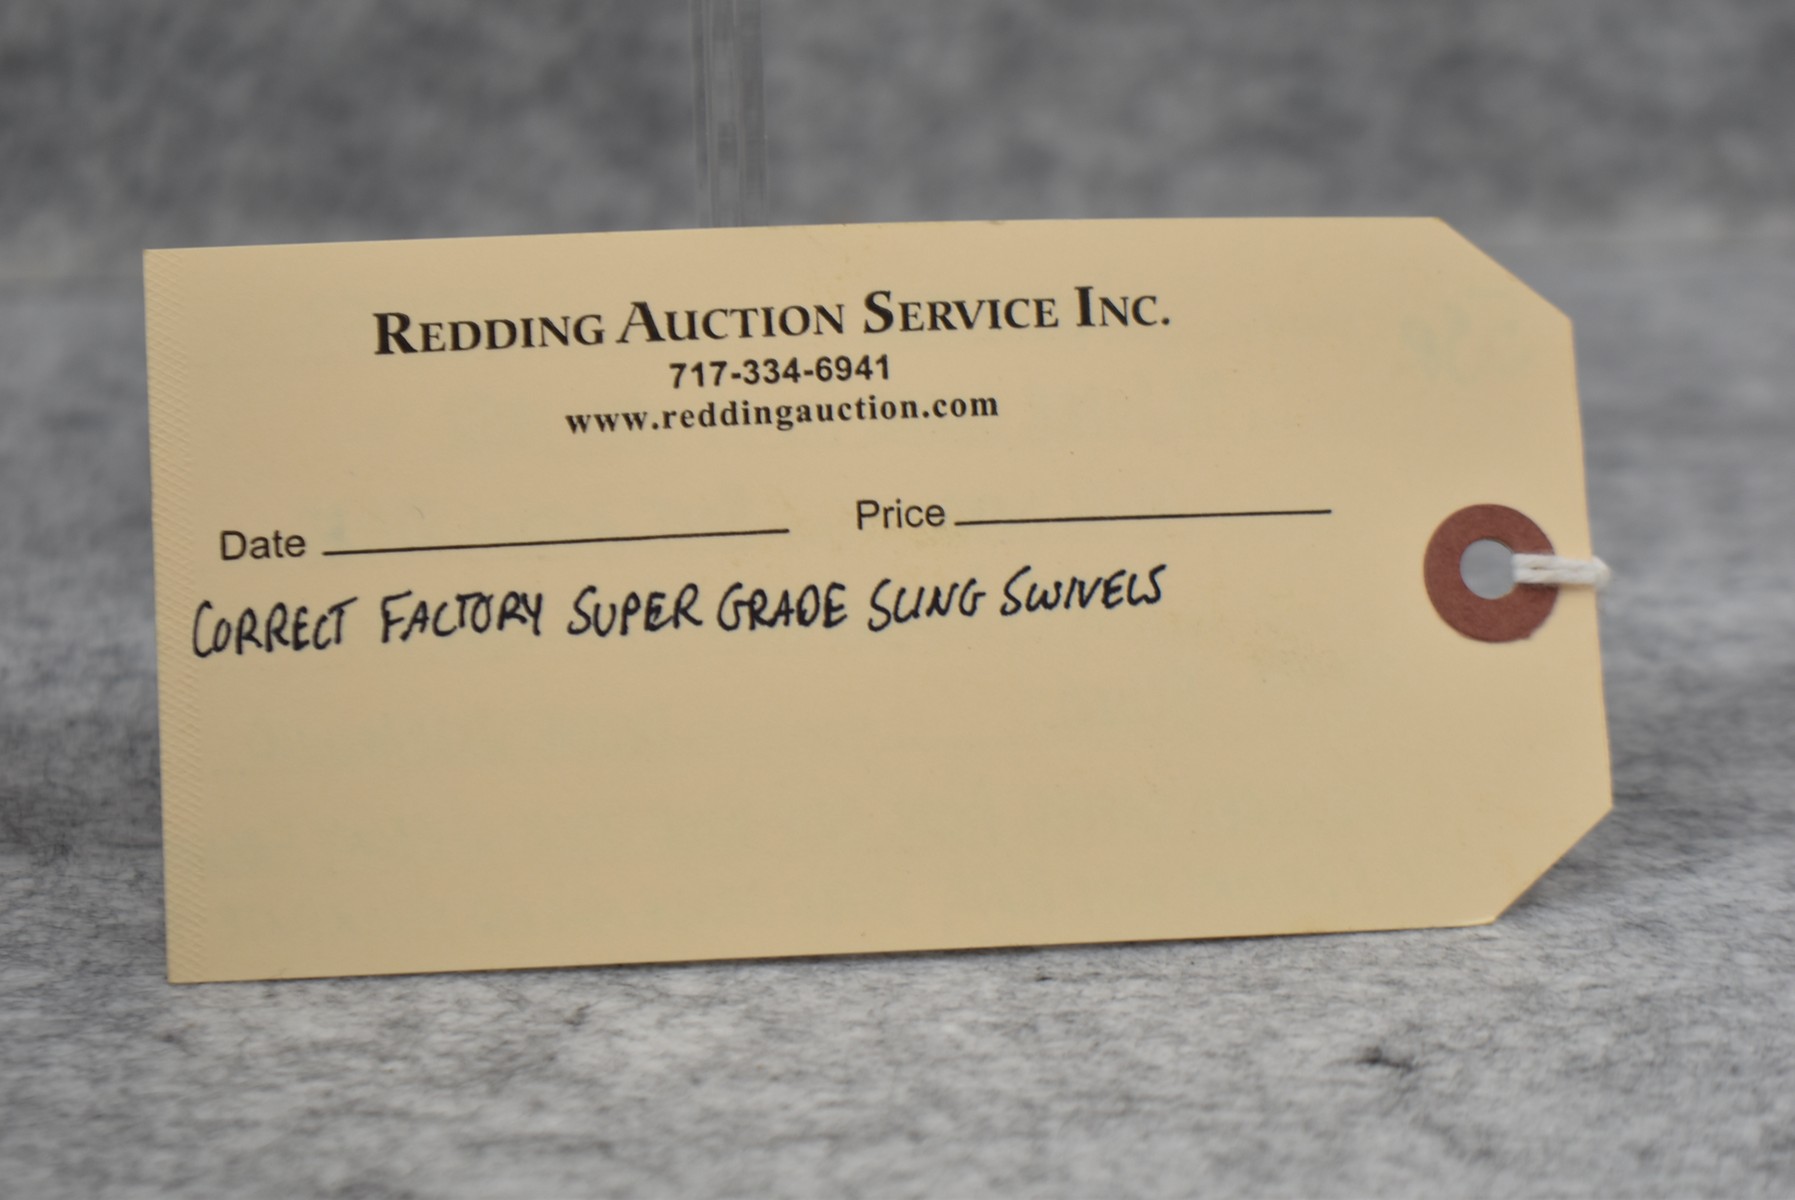 REDDING AUCTION SERVICE INC.
717-334-6941
www.reddingauction.com
Date Price
CORRECT FACTORY SUPER GRADE SLING SWIVELS